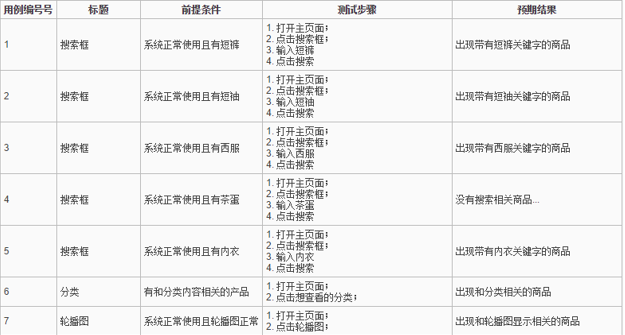 用例编号号 标题 前提条件 测试步骤 预期结果
1 搜索框 系统正常使用且有短裤 1. 打开主页面； 2. 点击搜索框； 3. 输入短裤 4. 点击搜索 出现带有短裤关键字的商品
2 搜索框 系统正常使用且有短袖 1. 打开主页面； 2. 点击搜索框； 3. 输入短袖 4. 点击搜索 出现带有短袖关键字的商品
3 搜索框 系统正常使用且有西服 1. 打开主页面； 2. 点击搜索框； 3. 输入西服 4. 点击搜索 出现带有西服关键字的商品
4 搜索框 系统正常使用且有茶蛋 1. 打开主页面； 2. 点击搜索框； 3. 输入茶蛋 4. 点击搜索 没有搜索相关商品...
5 搜索框 系统正常使用且有内衣 1. 打开主页面； 2. 点击搜索框； 3. 输入内衣 4. 点击搜索 出现带有内衣关键字的商品
6 分类 有和分类内容相关的产品 1. 打开主页面； 2. 点击想查看的分类； 出现和分类相关的商品
7 轮播图 系统正常使用且轮播图正常 1. 打开主页面； 2. 点击轮播图； 出现和轮播图显示相关的商品